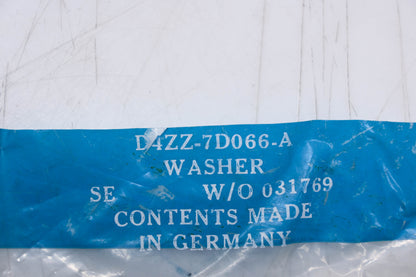 D4ZZ-7D066-A
WASHER
SE W/O 031769
CONTENTS MADE
IN GERMANY